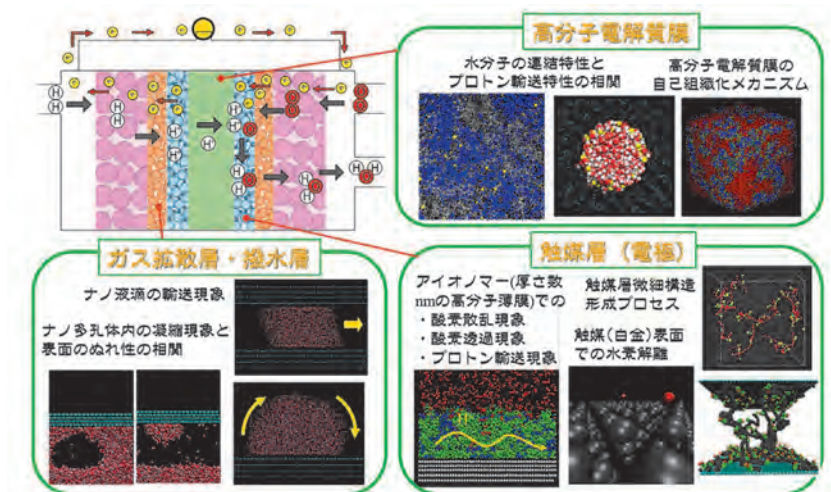 高分子電解質膜
水分子の連結特性と
プロトン輸送特性の相関
高分子電解質膜の
自己組織化メカニズム
H
H
H
H
H⁺
H⁺
H⁺
H⁺
H
H
H
H
H
H
ガス拡散層・撥水層
ナノ液滴の輸送現象
ナノ多孔体内の凝縮現象と
表面のぬれ性の相関
触媒層（電極）
アイオノマー(厚さ数
nmの高分子薄膜)での
・酸素散乱現象
・酸素透過現象
・プロトン輸送現象
触媒層微細構造
形成プロセス
触媒(白金)表面
での水素解離